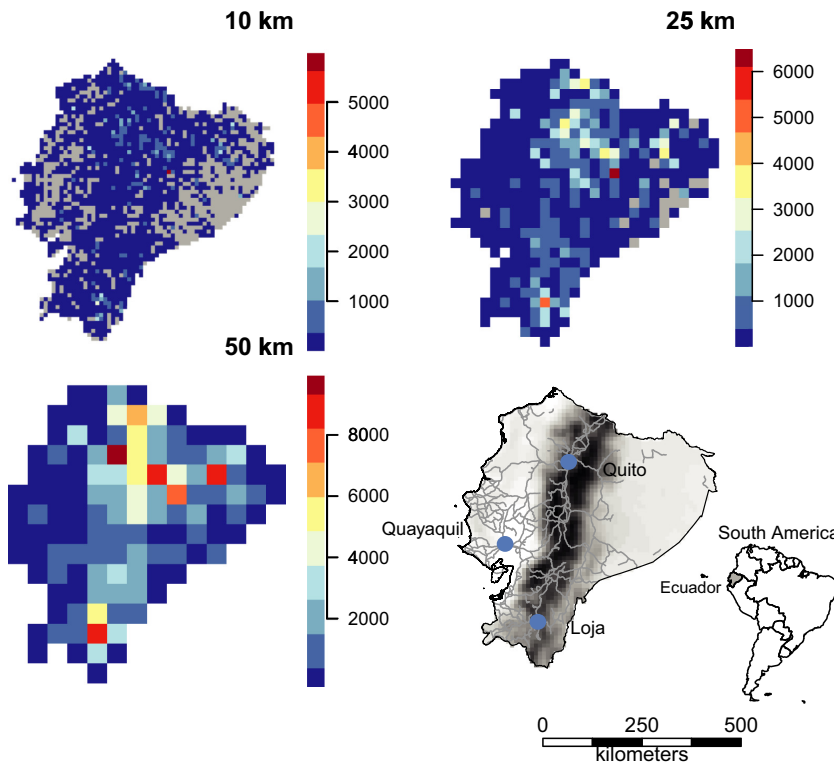 10 km
5000
4000
3000
2000
1000
25 km
6000
5000
4000
3000
2000
1000
50 km
8000
6000
4000
2000
Quito
Quayaquil
Loja
South America
Ecuador
0 250 500
kilometers